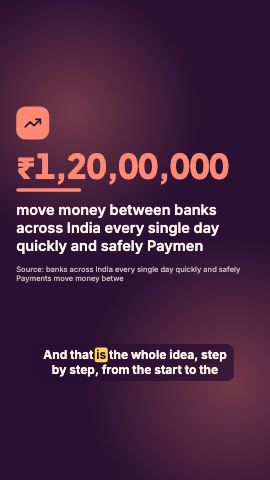 ₹1,20,00,000
move money between banks
across India every single day
quickly and safely Paymen
Source: banks across India every single day quickly and safely
Payments move money betwe
And that is the whole idea, step
by step, from the start to the